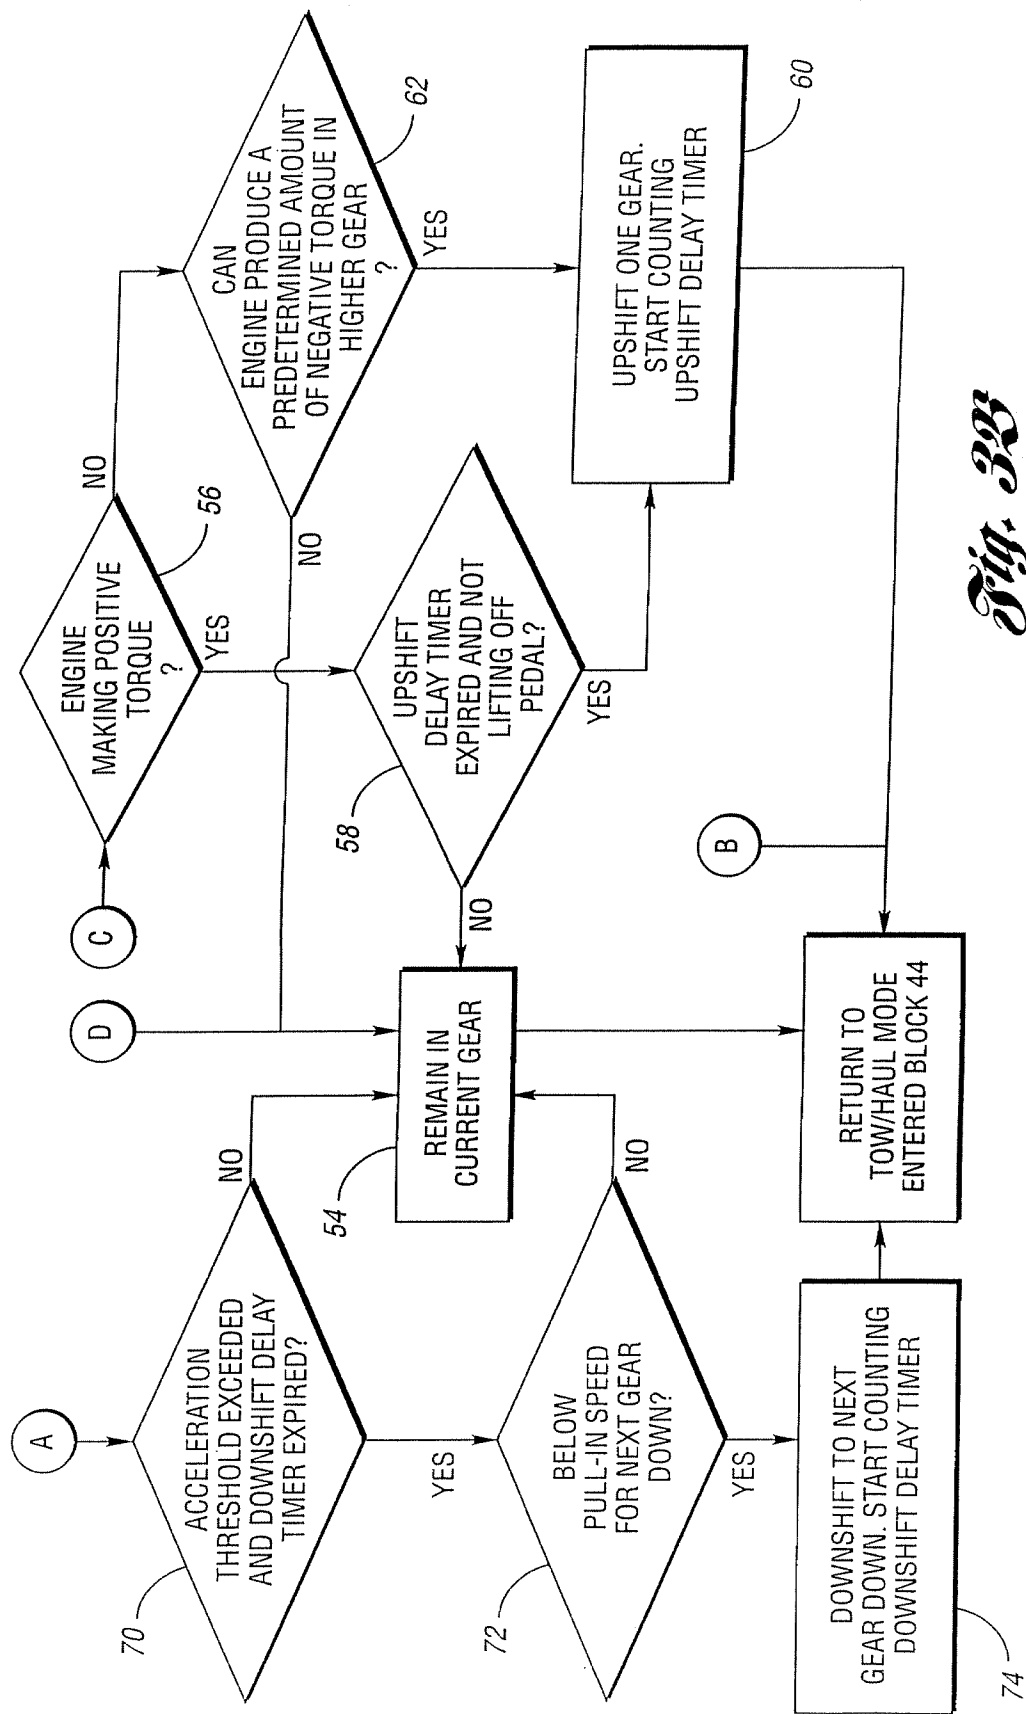 A
ACCELERATION
THRESHOLD EXCEEDED
AND DOWNSHIFT DELAY
TIMER EXPIRED?
70
NO
YES
BELOW
PULL-IN SPEED
FOR NEXT GEAR
DOWN?
72
NO
YES
DOWNSHIFT TO NEXT
GEAR DOWN. START COUNTING
DOWNSHIFT DELAY TIMER
74
D
REMAIN IN
CURRENT GEAR
54
RETURN TO
TOW/HAUL MODE
ENTERED BLOCK 44
C
ENGINE
MAKING POSITIVE
TORQUE
?
56
NO
YES
UPSHIFT
DELAY TIMER
EXPIRED AND NOT
LIFTING OFF
PEDAL?
58
NO
YES
B
CAN
ENGINE PRODUCE A
PREDETERMINED AMOUNT
OF NEGATIVE TORQUE IN
HIGHER GEAR
?
62
NO
YES
UPSHIFT ONE GEAR.
START COUNTING
UPSHIFT DELAY TIMER
60
Fig. 3B